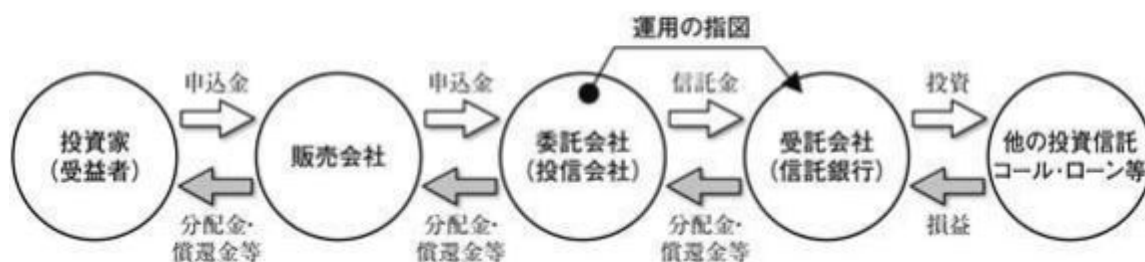 運用の指図
申込金
申込金
信託金
投資
投資家
(受益者)
販売会社
委託会社
(投信会社)
受託会社
(信託銀行)
他の投資信託
コール・ローン等
分配金・
償還金等
分配金・
償還金等
分配金・
償還金等
損益